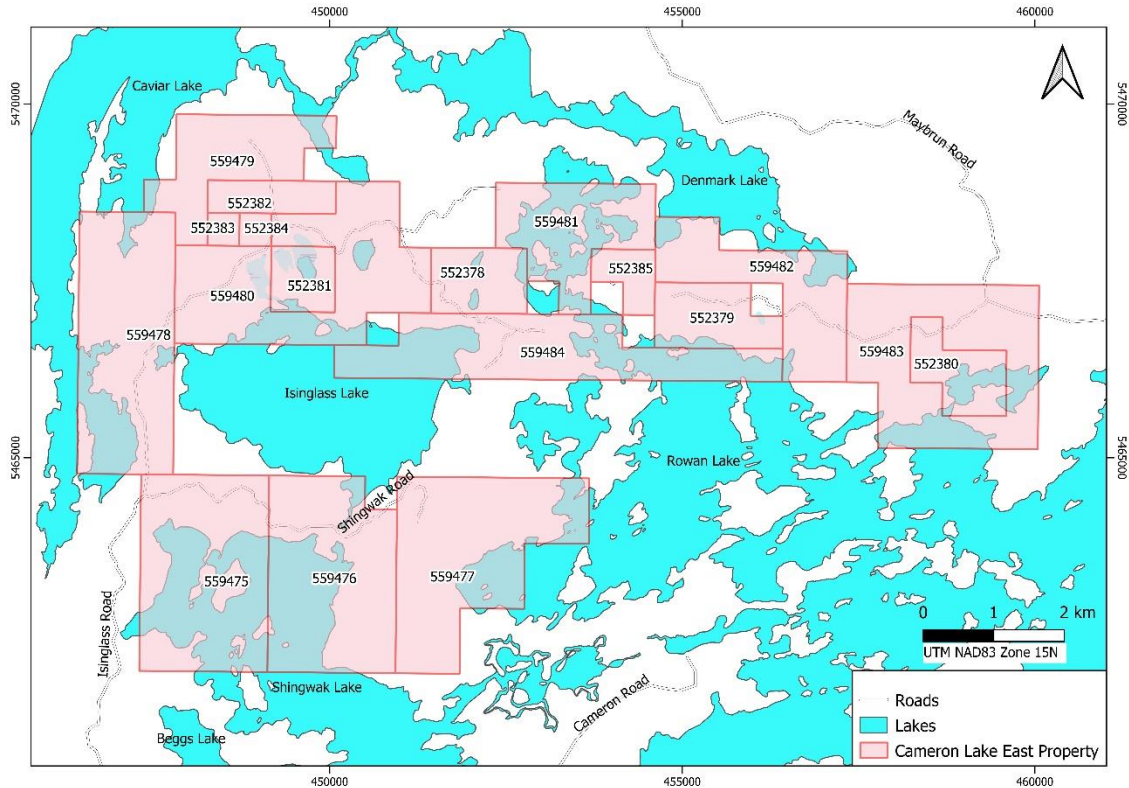 450000
455000
460000
Caviar Lake
5470000
5470000
Maybrun Road
559479
Denmark Lake
552382
559481
552383
552384
552385
559482
552378
552381
559480
559478
552379
559484
559483
552380
Isinglass Lake
5465000
5465000
Rowan Lake
Shingwak Road
559475
559476
559477
Isinglass Road
0 1 2 km
UTM NAD83 Zone 15N
Shingwak Lake
Cameron Road
Roads
Lakes
Beggs Lake
Cameron Lake East Property
450000
455000
460000